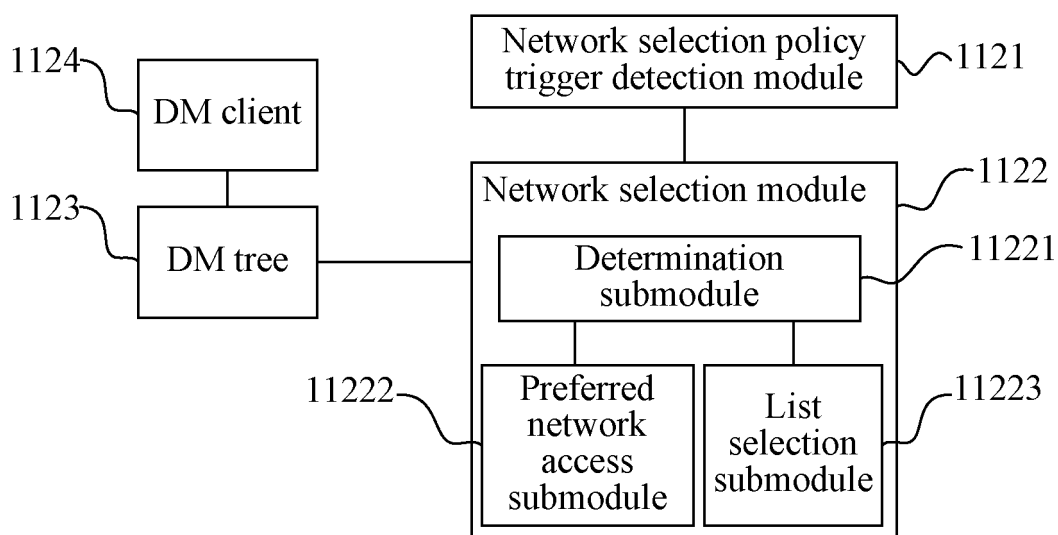 Network selection policy
trigger detection module
1121
1124
DM client
Network selection module
1122
1123
DM tree
Determination
submodule
11221
11222
Preferred
network
access
submodule
List
selection
submodule
11223